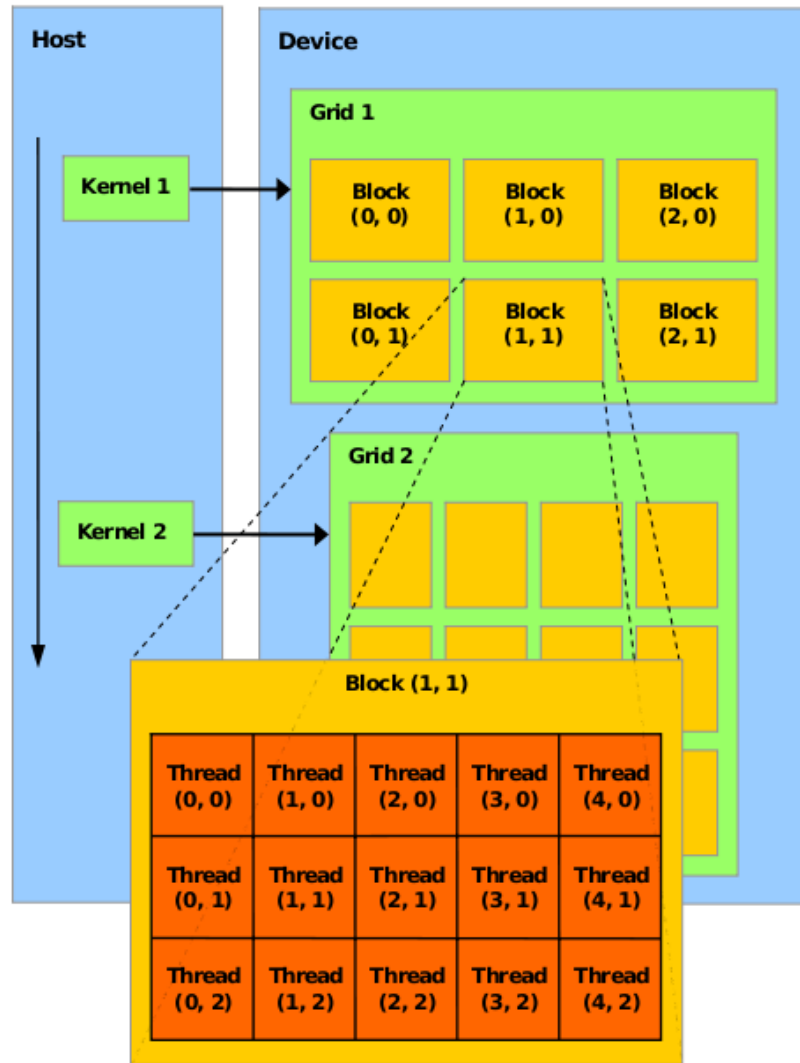 Host
Device
Grid 1
Kernel 1
Block
(0, 0)
Block
(1, 0)
Block
(2, 0)
Block
(0, 1)
Block
(1, 1)
Block
(2, 1)
Grid 2
Kernel 2
Block (1, 1)
Thread
(0, 0)
Thread
(1, 0)
Thread
(2, 0)
Thread
(3, 0)
Thread
(4, 0)
Thread
(0, 1)
Thread
(1, 1)
Thread
(2, 1)
Thread
(3, 1)
Thread
(4, 1)
Thread
(0, 2)
Thread
(1, 2)
Thread
(2, 2)
Thread
(3, 2)
Thread
(4, 2)